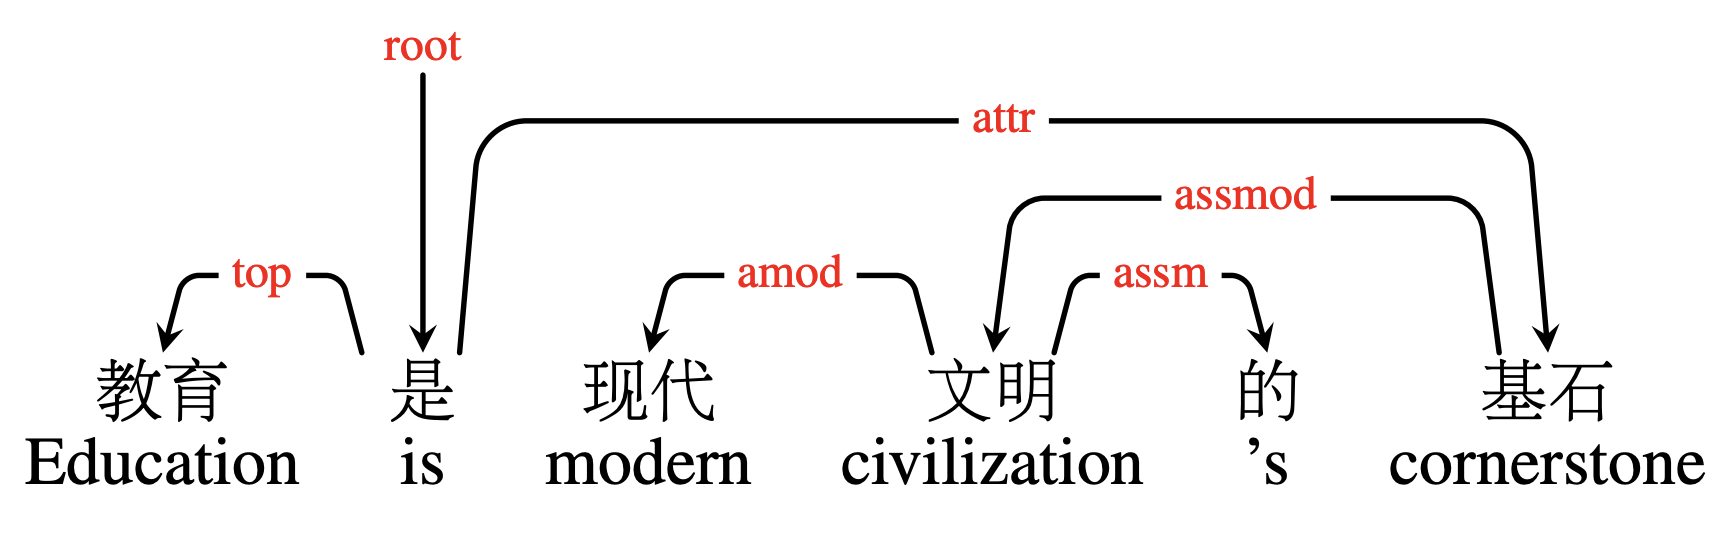 root
attr
assmod
top amod assm
教育 是 现代 文明 的 基石
Education is modern civilization ’s cornerstone